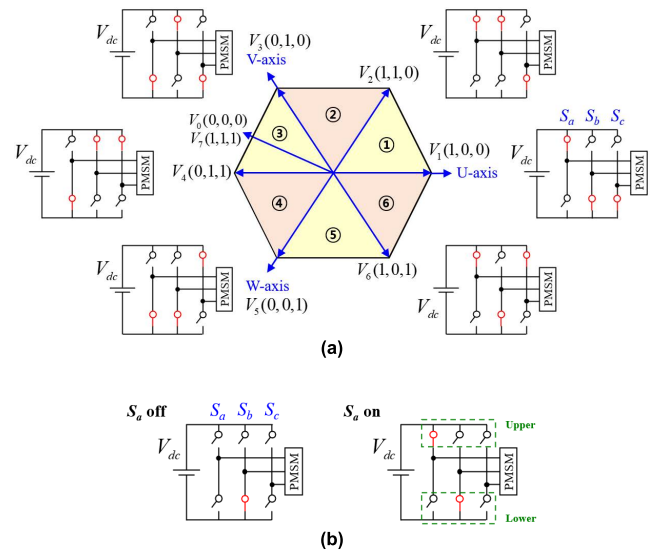 V_dc
PMSM
V_3(0,1,0)
V-axis
V_2(1,1,0)
V_dc
PMSM
V_0(0,0,0)
V_7(1,1,1)
V_dc
PMSM
V_4(0,1,1)
②
③
①
④
⑥
⑤
V_1(1,0,0)
U-axis
V_dc
S_a S_b S_c
PMSM
V_dc
PMSM
W-axis
V_5(0,0,1)
V_6(1,0,1)
V_dc
PMSM
(a)
S_a off
S_a S_b S_c
V_dc
PMSM
S_a on
Upper
V_dc
PMSM
Lower
(b)